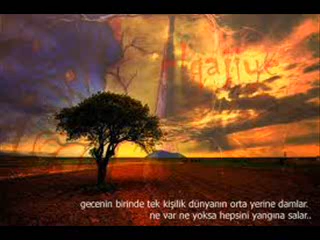 gecenin birinde tek kişilik dünyanın orta yerine damlar.
ne var ne yoksa hepsini yangına salar..